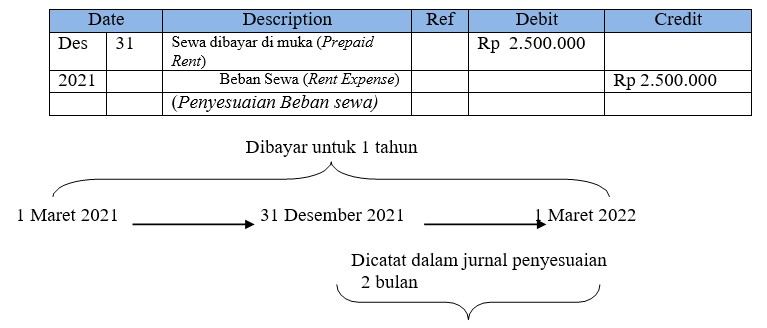 Date Description Ref Debit Credit
Des 31 Sewa dibayar di muka (Prepaid Rp 2.500.000
Rent)
2021 Beban Sewa (Rent Expense) Rp 2.500.000
(Penyesuaian Beban sewa)
Dibayar untuk 1 tahun
1 Maret 2021 31 Desember 2021 1 Maret 2022
Dicatat dalam jurnal penyesuaian
2 bulan